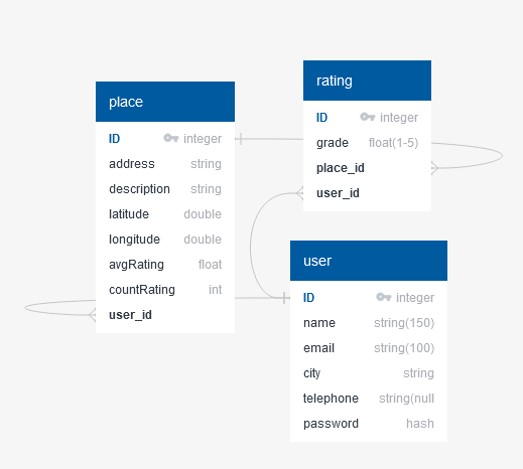 place
ID integer
address string
description string
latitude double
longitude double
avgRating float
countRating int
user_id
rating
ID integer
grade float(1-5)
place_id
user_id
user
ID integer
name string(150)
email string(100)
city string
telephone string(null
password hash